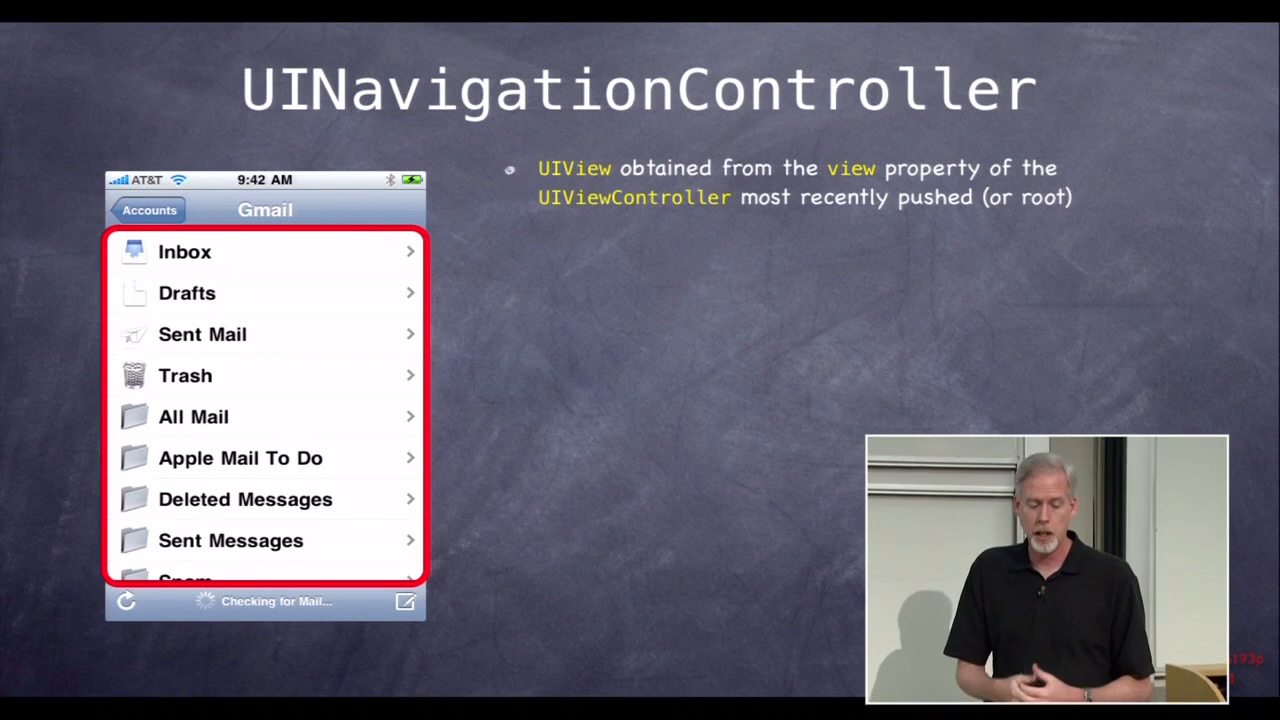 UINavigationController
UIView obtained from the view property of the
UIViewController most recently pushed (or root)
AT&T 9:42 AM
Accounts Gmail
Inbox
Drafts
Sent Mail
Trash
All Mail
Apple Mail To Do
Deleted Messages
Sent Messages
Spam
Checking for Mail...
193p